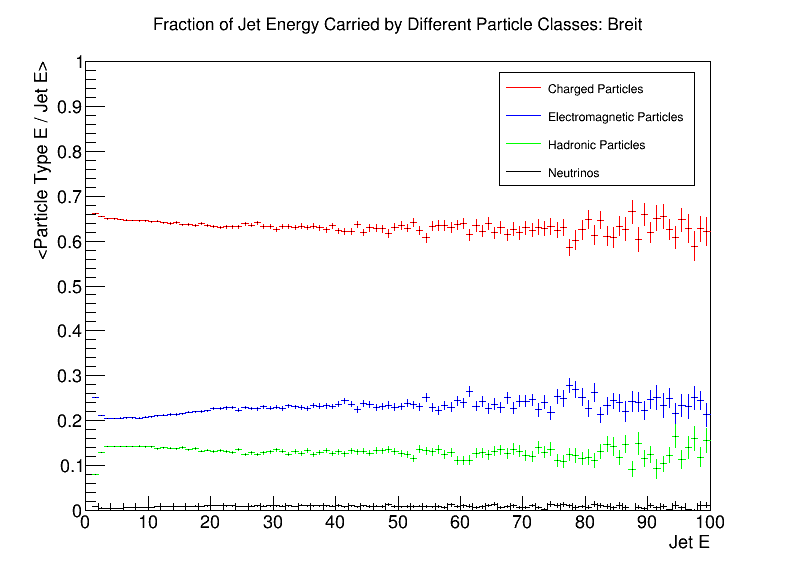 Fraction of Jet Energy Carried by Different Particle Classes: Breit
<Particle Type E / Jet E>
1
0.9
0.8
0.7
0.6
0.5
0.4
0.3
0.2
0.1
0
Charged Particles
Electromagnetic Particles
Hadronic Particles
Neutrinos
0 10 20 30 40 50 60 70 80 90 100
Jet E